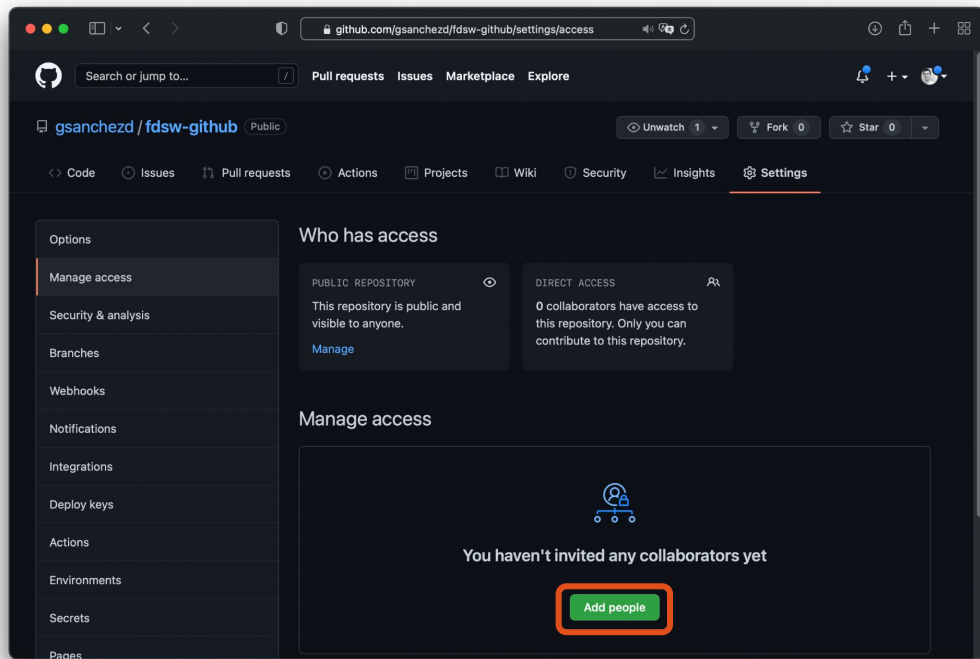 github.com/gsanchezd/fdsw-github/settings/access
Search or jump to... /
Pull requests Issues Marketplace Explore
gsanchezd / fdsw-github Public
Unwatch 1 Fork 0 Star 0
Code Issues Pull requests Actions Projects Wiki Security Insights Settings
Options
Manage access
Security & analysis
Branches
Webhooks
Notifications
Integrations
Deploy keys
Actions
Environments
Secrets
Pages
Who has access
PUBLIC REPOSITORY
This repository is public and
visible to anyone.
Manage
DIRECT ACCESS
0 collaborators have access to
this repository. Only you can
contribute to this repository.
Manage access
You haven't invited any collaborators yet
Add people